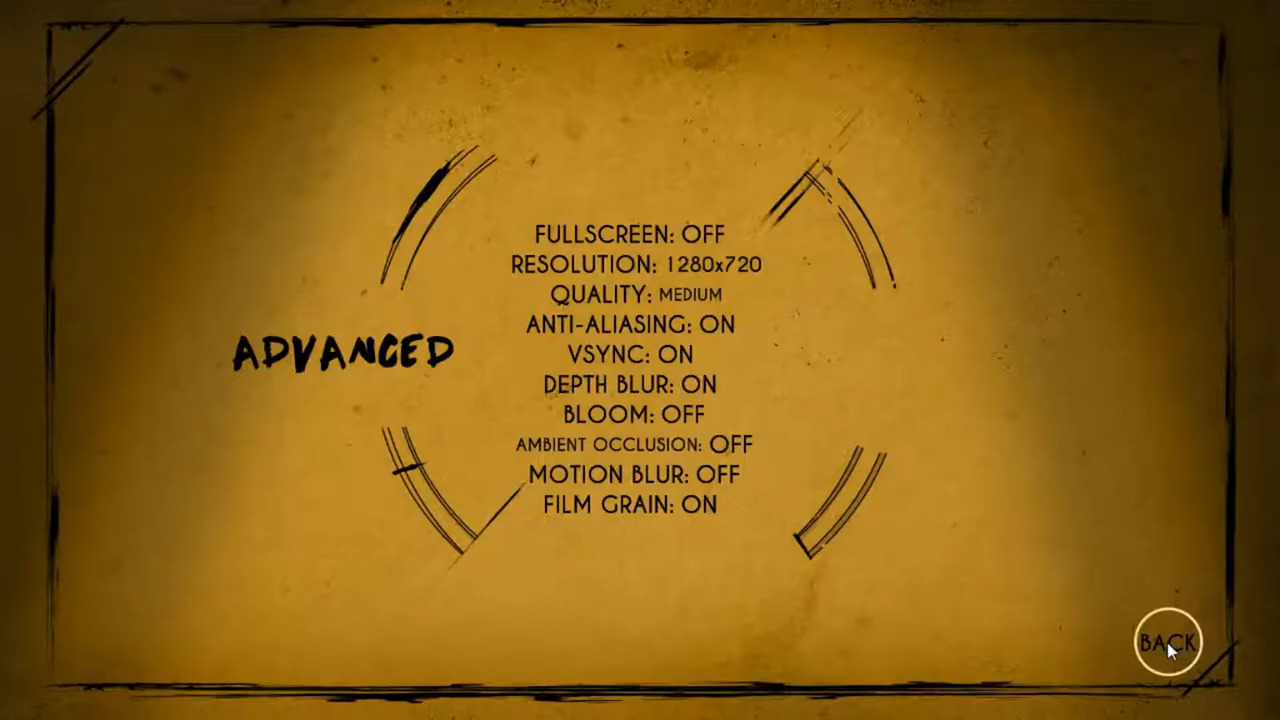 FULLSCREEN: OFF
RESOLUTION: 1280x720
QUALITY: MEDIUM
ANTI-ALIASING: ON
VSYNC: ON
ADVANCED
DEPTH BLUR: ON
BLOOM: OFF
AMBIENT OCCLUSION: OFF
MOTION BLUR: OFF
FILM GRAIN: ON
BACK